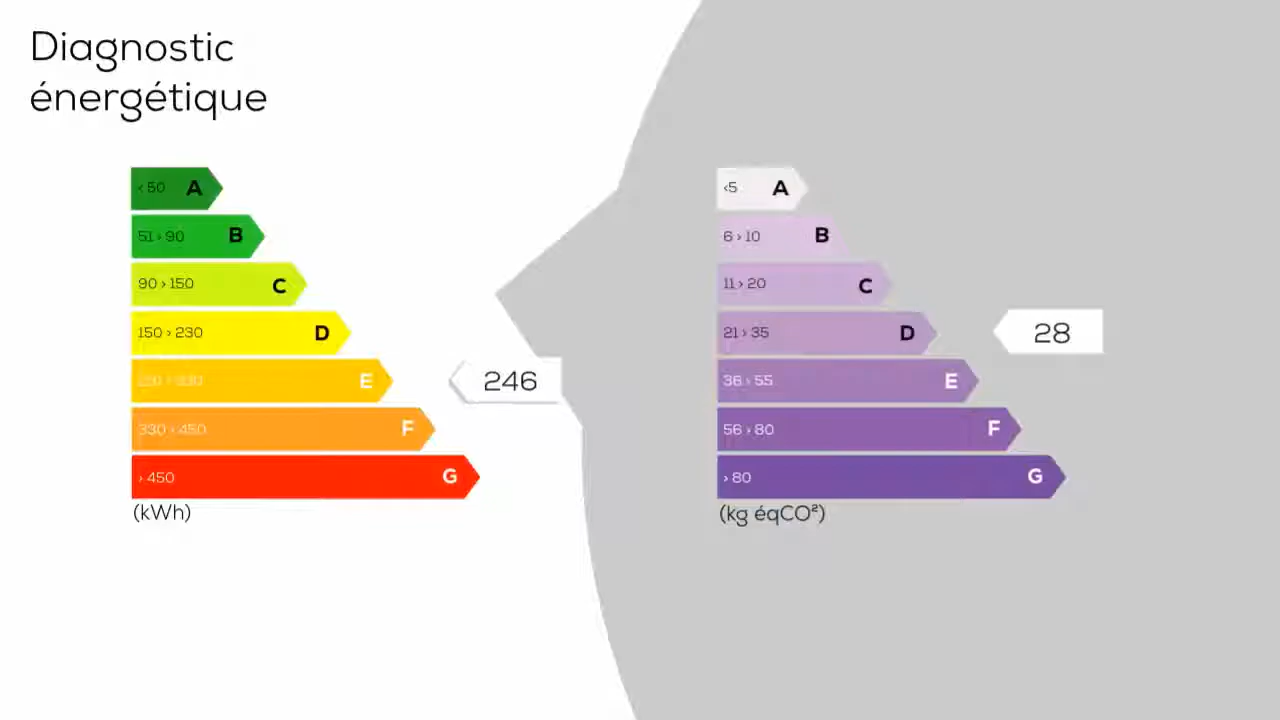 Diagnostic
énergétique
< 50 A
51 > 90 B
90 > 150 C
150 > 230 D
E
246
330 > 450 F
> 450 G
(kWh)
<5 A
6 > 10 B
11 > 20 C
21 > 35 D
28
36 > 55 E
56 > 80 F
> 80 G
(kg éqCO²)